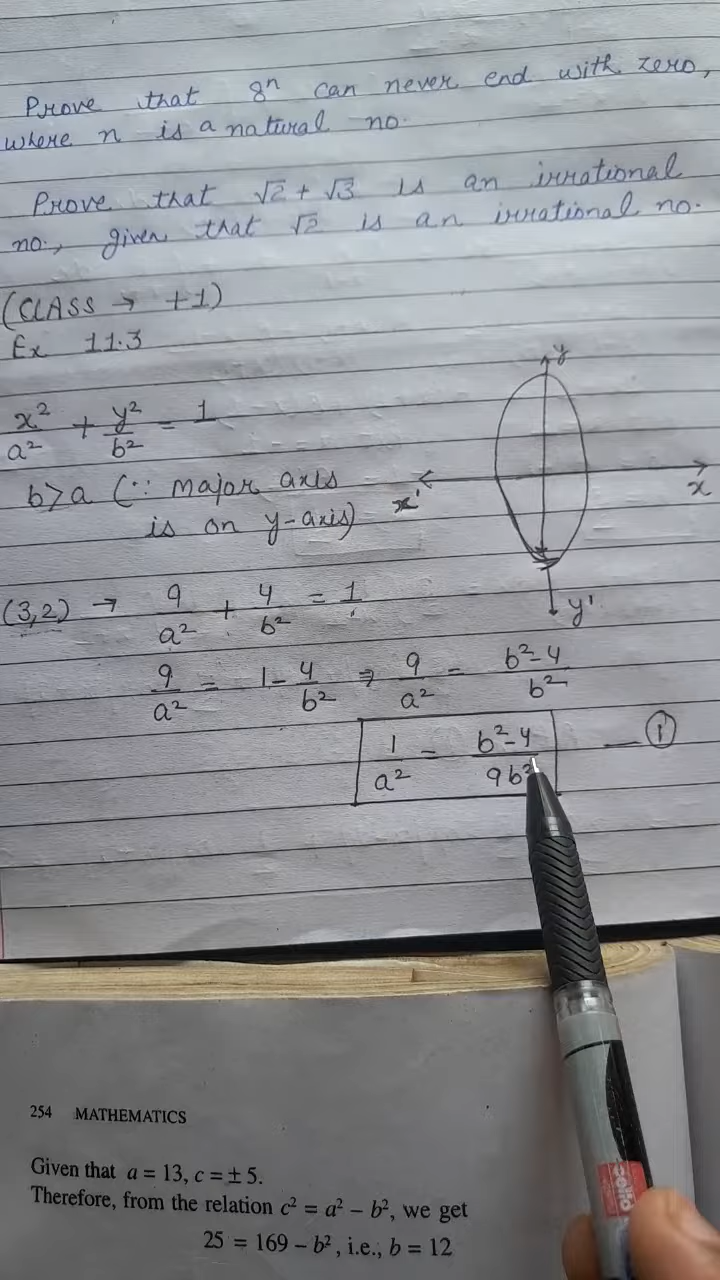 Prove that 8ⁿ can never end with zero,
where n is a natural no.
Prove that √2 + √3 is an irrational
no., given that √2 is an irrational no.
(CLASS → +1)
Ex 11.3
x²/a² + y²/b² = 1
y
b>a (∵ major axis
is on y-axis)
x'
x
(3,2) → 9/a² + 4/b² = 1
y'
9/a² = 1 - 4/b² ⇒ 9/a² = b²-4/b²
1/a² = b²-4/9b² — ①
254 MATHEMATICS
Given that a = 13, c = ± 5.
Therefore, from the relation c² = a² – b², we get
25 = 169 – b² , i.e., b = 12
cello